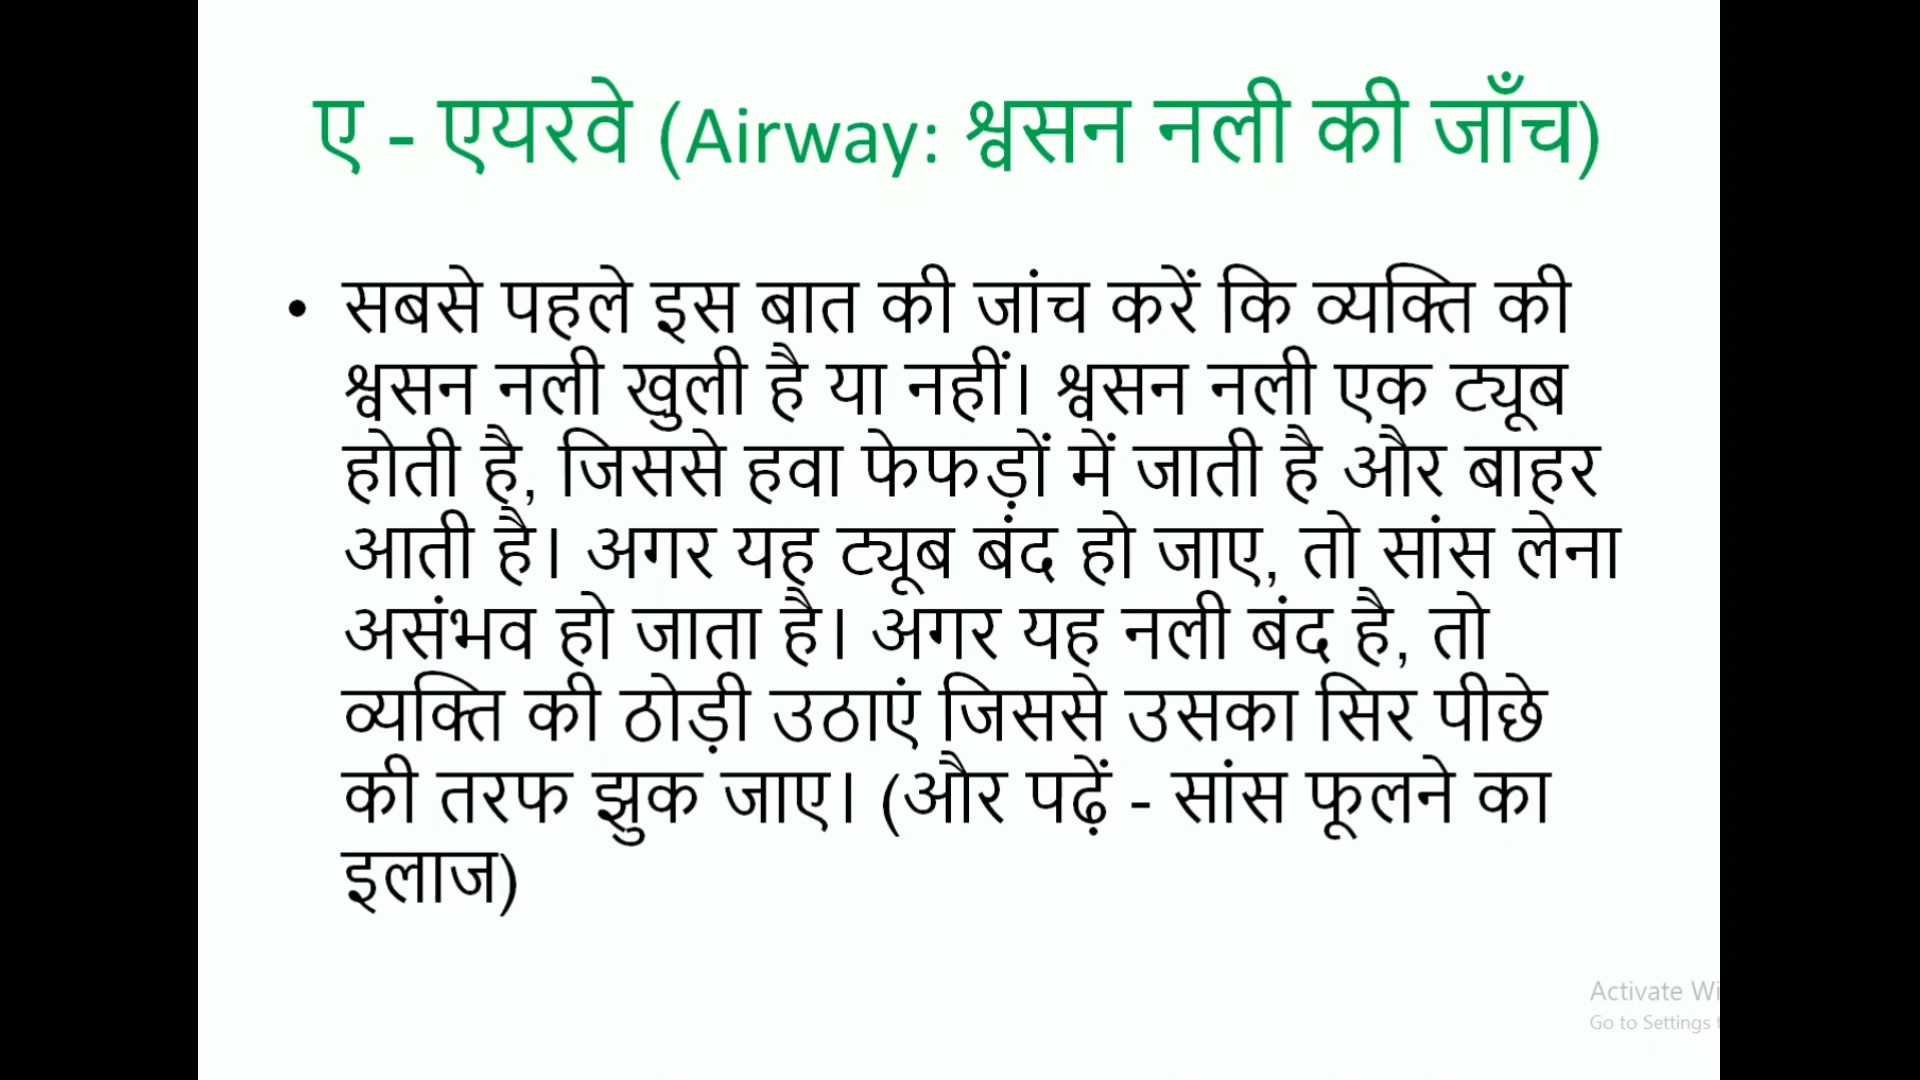 ए - एयरवे (Airway: श्वसन नली की जाँच)
• सबसे पहले इस बात की जांच करें कि व्यक्ति की
श्वसन नली खुली है या नहीं। श्वसन नली एक ट्यूब
होती है, जिससे हवा फेफड़ों में जाती है और बाहर
आती है। अगर यह ट्यूब बंद हो जाए, तो सांस लेना
असंभव हो जाता है। अगर यह नली बंद है, तो
व्यक्ति की ठोड़ी उठाएं जिससे उसका सिर पीछे
की तरफ झुक जाए। (और पढ़ें - सांस फूलने का
इलाज)
Activate Wi
Go to Settings